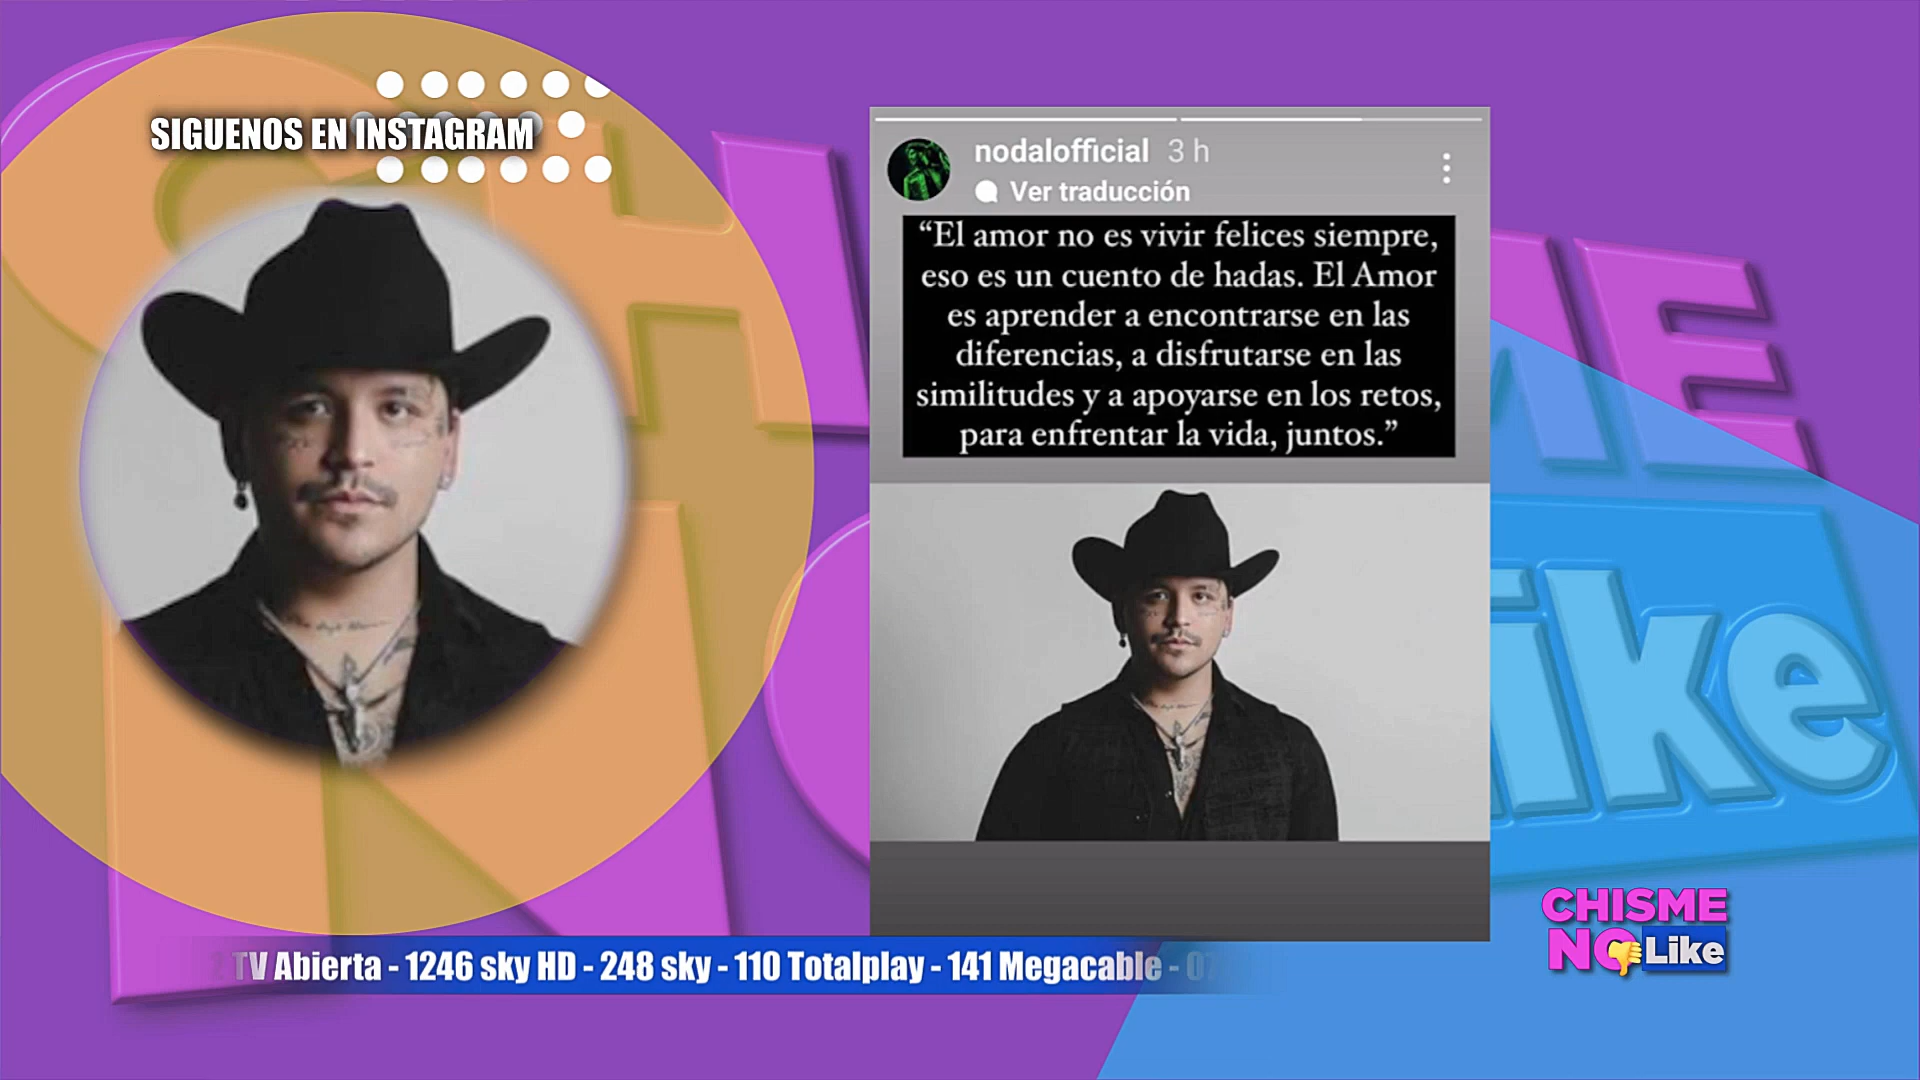 SIGUENOS EN INSTAGRAM
nodalofficial 3 h
Ver traducción
“El amor no es vivir felices siempre,
eso es un cuento de hadas. El Amor
es aprender a encontrarse en las
diferencias, a disfrutarse en las
similitudes y a apoyarse en los retos,
para enfrentar la vida, juntos.”
TV Abierta - 1246 sky HD - 248 sky - 110 Totalplay - 141 Megacable -
CHISME
NO Like